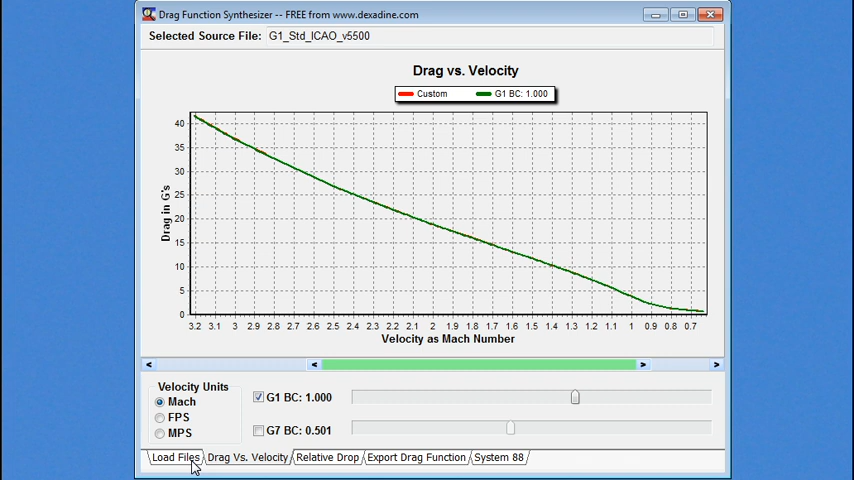 Drag Function Synthesizer -- FREE from www.dexadine.com
Selected Source File: G1_Std_ICAO_v5500
Drag vs. Velocity
Custom G1 BC: 1.000
Drag in G's
40
35
30
25
20
15
10
5
0
3.2 3.1 3 2.9 2.8 2.7 2.6 2.5 2.4 2.3 2.2 2.1 2 1.9 1.8 1.7 1.6 1.5 1.4 1.3 1.2 1.1 1 0.9 0.8 0.7
Velocity as Mach Number
Velocity Units
Mach
FPS
MPS
G1 BC: 1.000
G7 BC: 0.501
Load Files Drag Vs. Velocity Relative Drop Export Drag Function System 88